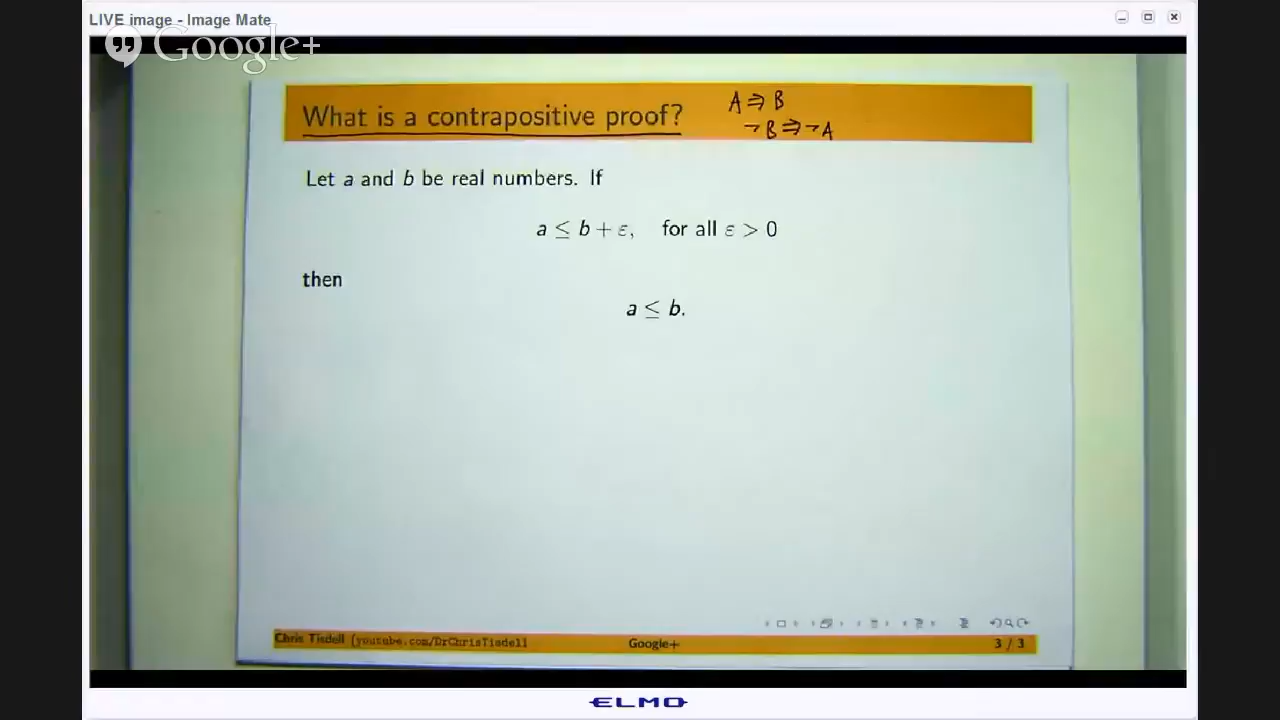 LIVE image - Image Mate
Google+
What is a contrapositive proof?
A ⇒ B
¬B ⇒ ¬A
Let a and b be real numbers. If
a ≤ b + ε, for all ε > 0
then
a ≤ b.
Chris Tisdell (youtube.com/DrChrisTisdell Google+ 3 / 3
ELMO